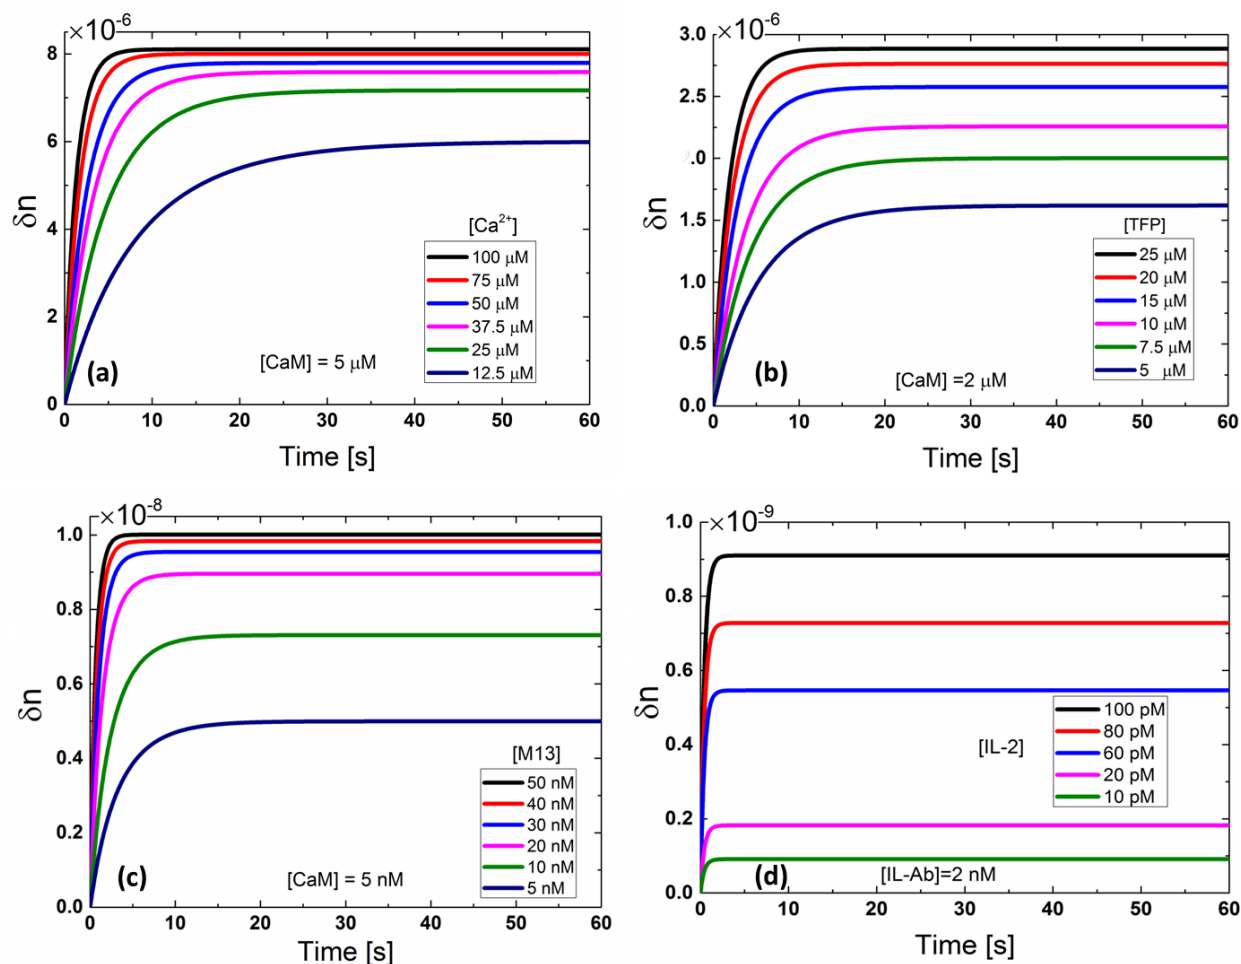 ×10⁻⁶
8
6
4
2
0
δn
[Ca²⁺]
100 μM
75 μM
50 μM
37.5 μM
25 μM
12.5 μM
(a)
[CaM] = 5 μM
0 10 20 30 40 50 60
Time [s]
×10⁻⁶
3.0
2.5
2.0
1.5
1.0
0.5
0.0
δn
[TFP]
25 μM
20 μM
15 μM
10 μM
7.5 μM
5 μM
(b)
[CaM] =2 μM
0 10 20 30 40 50 60
Time [s]
×10⁻⁸
1.0
0.8
0.6
0.4
0.2
0.0
δn
[M13]
50 nM
40 nM
30 nM
20 nM
10 nM
5 nM
(c)
[CaM] = 5 nM
0 10 20 30 40 50 60
Time [s]
×10⁻⁹
1.0
0.8
0.6
0.4
0.2
0.0
δn
[IL-2]
100 pM
80 pM
60 pM
20 pM
10 pM
(d)
[IL-Ab]=2 nM
0 10 20 30 40 50 60
Time [s]